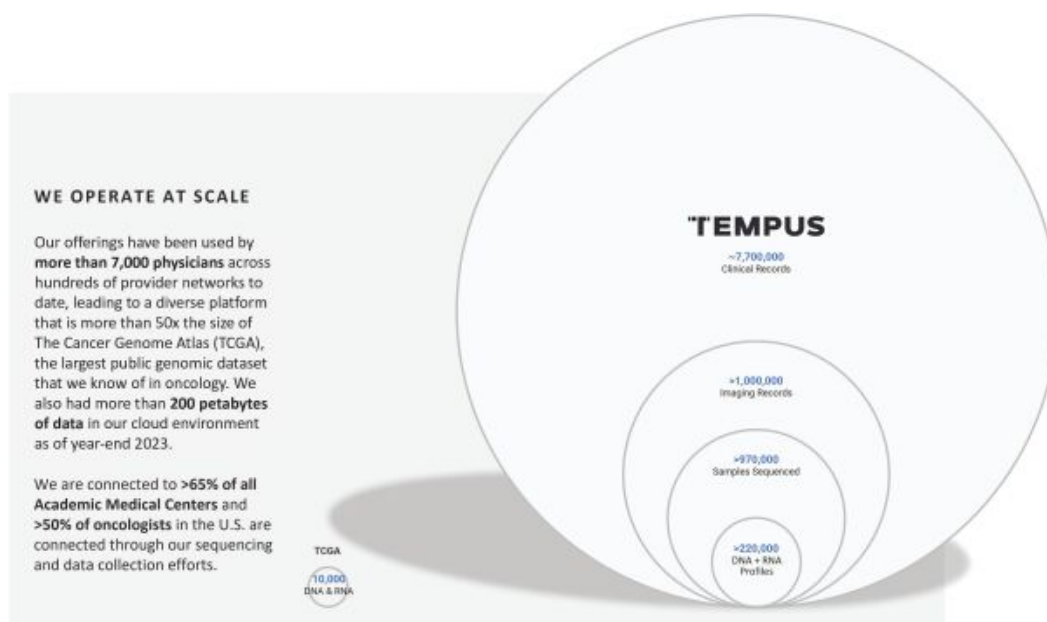 WE OPERATE AT SCALE
Our offerings have been used by
more than 7,000 physicians across
hundreds of provider networks to
date, leading to a diverse platform
that is more than 50x the size of
The Cancer Genome Atlas (TCGA),
the largest public genomic dataset
that we know of in oncology. We
also had more than 200 petabytes
of data in our cloud environment
as of year-end 2023.
We are connected to >65% of all
Academic Medical Centers and
>50% of oncologists in the U.S. are
connected through our sequencing
and data collection efforts.
TCGA
10,000
DNA & RNA
TEMPUS
~7,700,000
Clinical Records
>1,000,000
Imaging Records
>970,000
Samples Sequenced
>220,000
DNA + RNA
Profiles